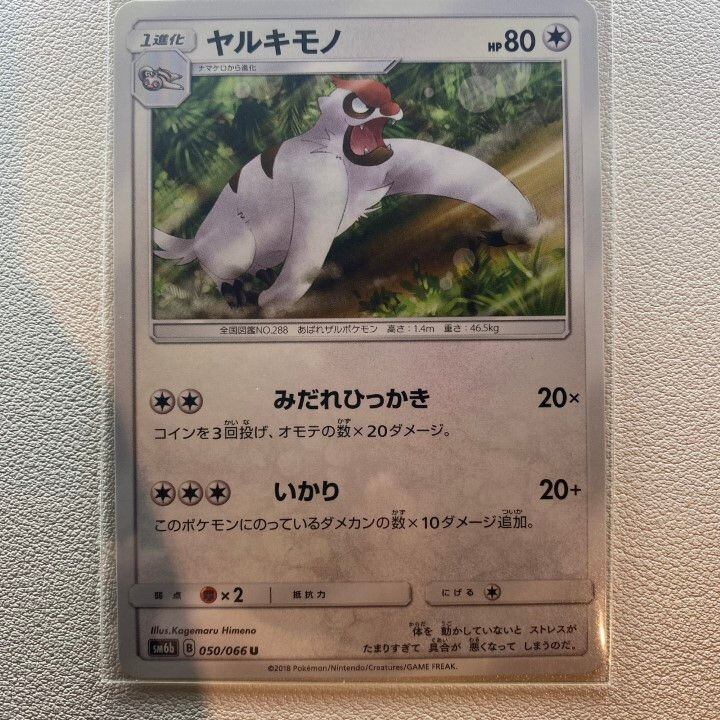 1進化 ヤルキモノ HP80
ナマケロから進化
全国図鑑NO.288 あばれザルポケモン 高さ:1.4m 重さ:46.5kg
みだれひっかき 20×
コインを3回投げ、オモテの数×20ダメージ。
いかり 20+
このポケモンにのっているダメカンの数×10ダメージ追加。
弱点 ×2 抵抗力 にげる
Illus.Kagemaru Himeno
体を動かしていないと ストレスが
たまりすぎて 具合が 悪くなって しまうのだ。
SM6b B 050/066 U
©2018 Pokémon/Nintendo/Creatures/GAME FREAK.